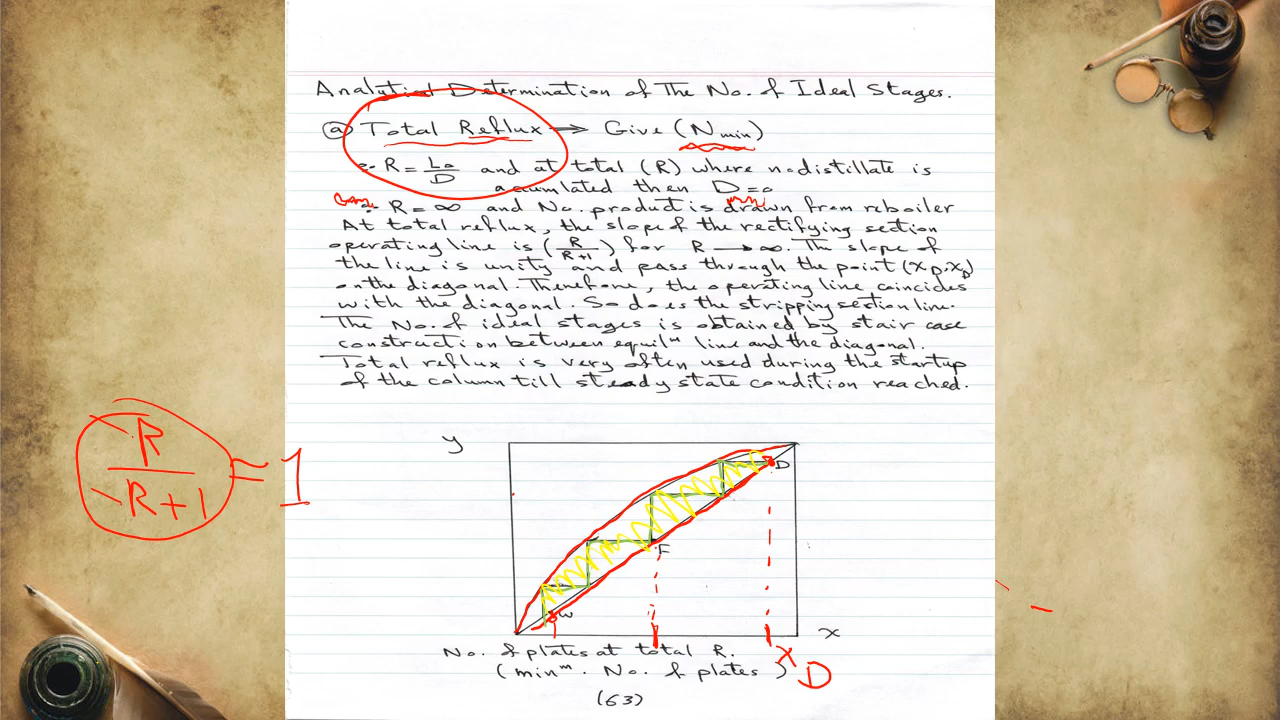 Analytical Determination of The No. of Ideal Stages.
(a) Total Reflux ⇒ Give (Nmin)
∵ R = Lo/D and at total (R) where no distillate is
acumlated then D = 0
∴ R = ∞ and No. product is drawn from reboiler
At total reflux, the slope of the rectifying section
operating line is (R/R+1) for R → ∞. The slope of
the line is unity and pass through the point (XD, XD)
on the diagonal. Therefore, the operating line coincides
with the diagonal. So does the stripping section line.
The No. of ideal stages is obtained by stair case
construction between equilm line and the diagonal.
Total reflux is very often used during the startup
of the column till steady state condition reached.
R/R+1 = 1
y
D
F
W
x
XD
No. of plates at total R.
(minm. No. of plates)
(63)